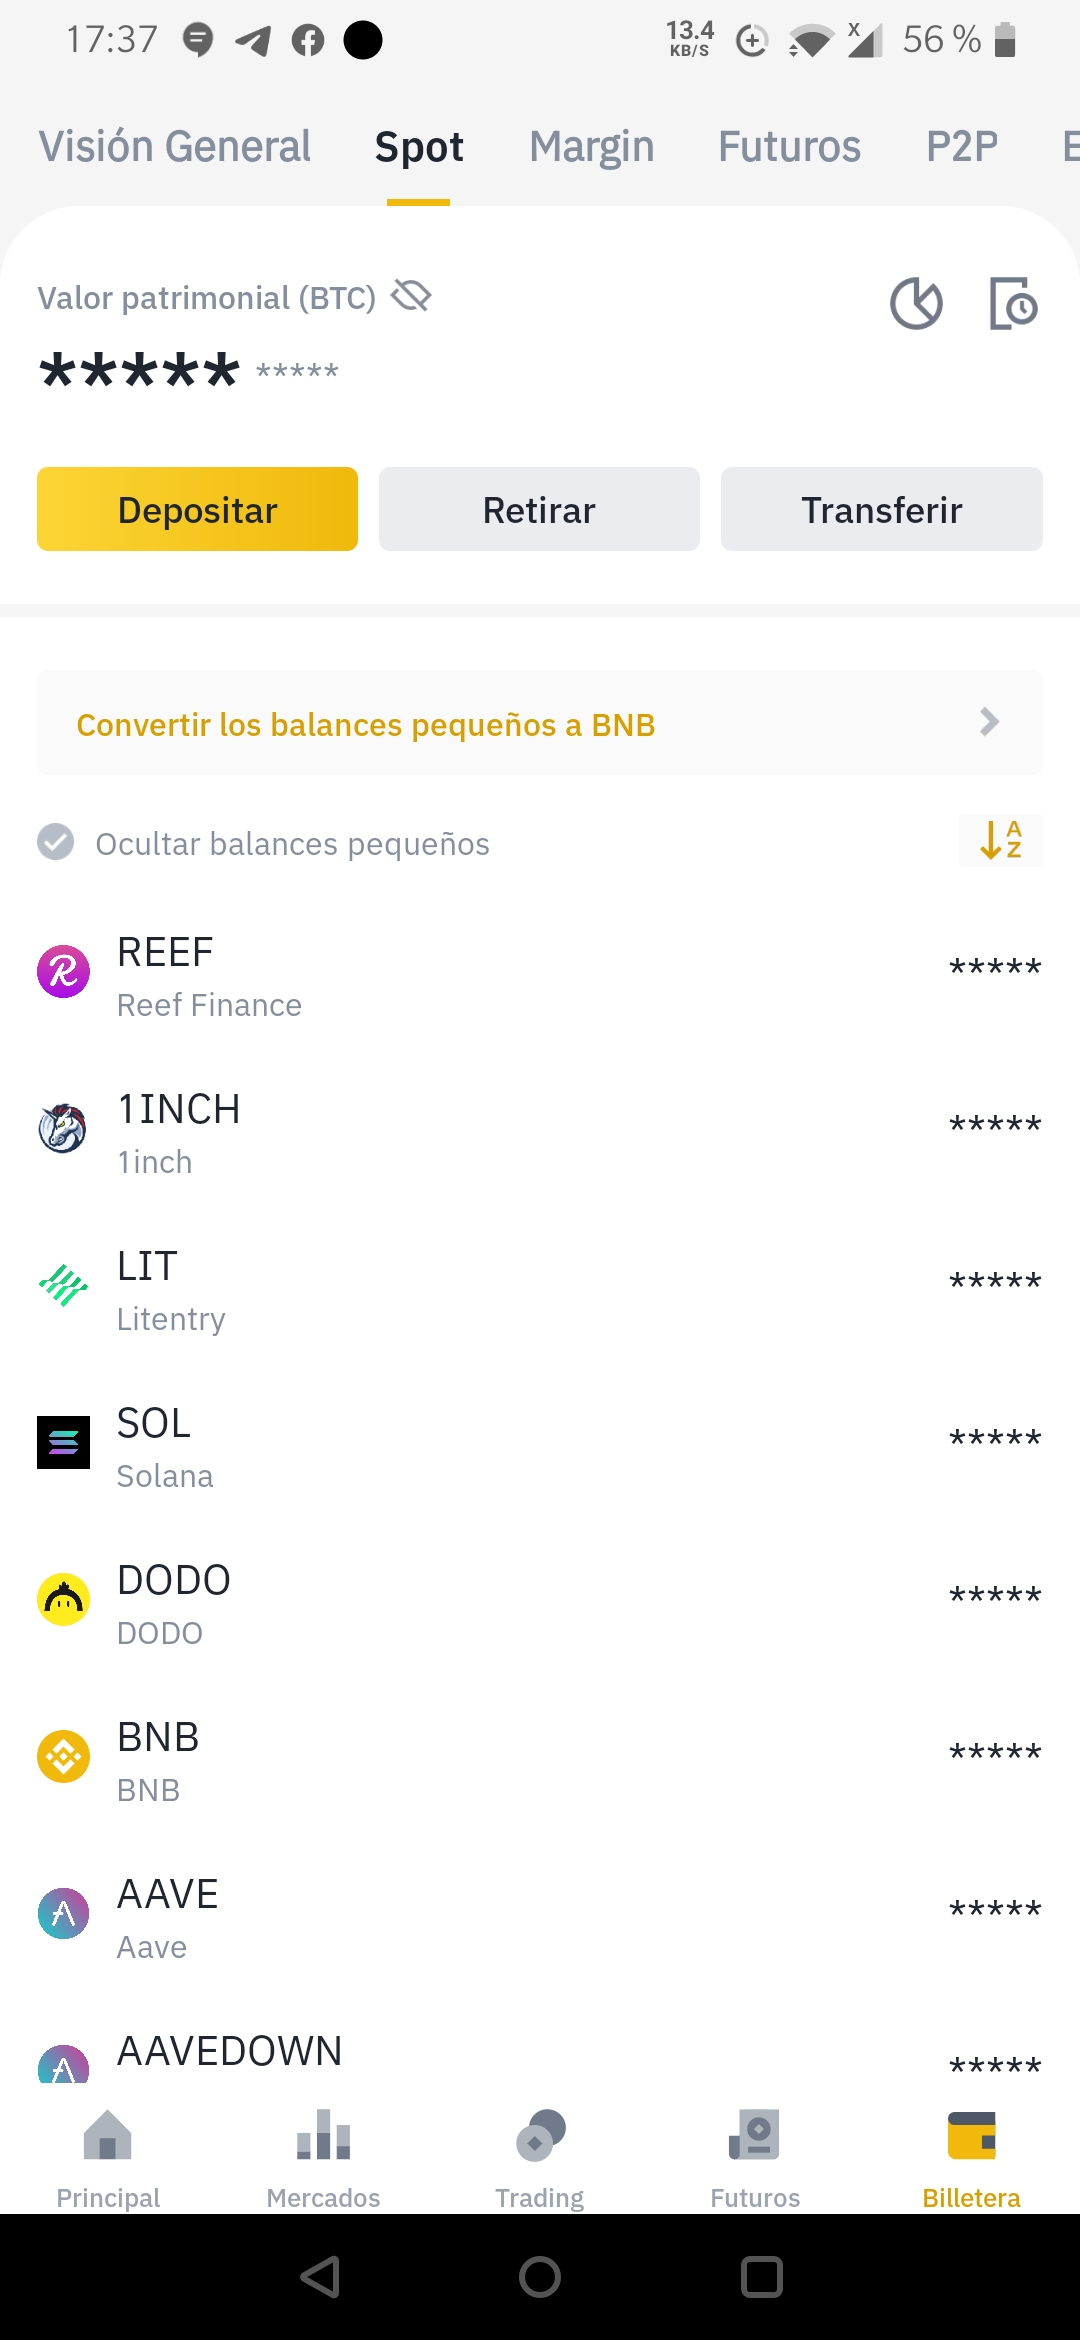 17:37 13.4 KB/S X 56 %
Visión General Spot Margin Futuros P2P E
Valor patrimonial (BTC)
***** *****
Depositar Retirar Transferir
Convertir los balances pequeños a BNB
Ocultar balances pequeños A Z
REEF *****
Reef Finance
1INCH *****
1inch
LIT *****
Litentry
SOL *****
Solana
DODO *****
DODO
BNB *****
BNB
AAVE *****
Aave
AAVEDOWN *****
Principal Mercados Trading Futuros Billetera